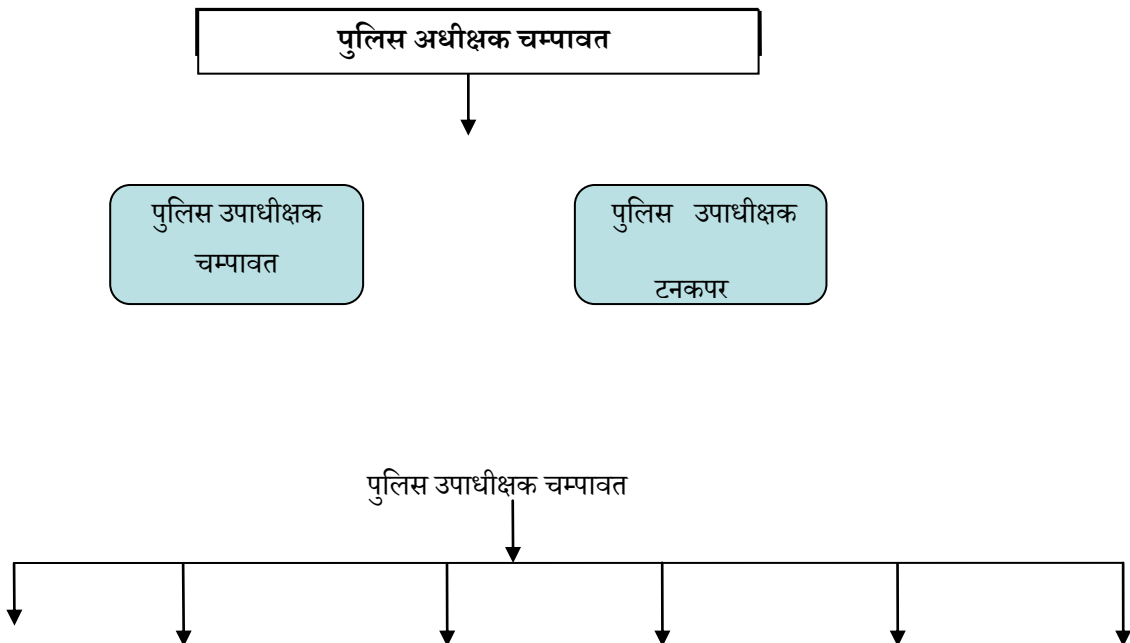 पुलिस अधीक्षक चम्पावत
पुलिस उपाधीक्षक
चम्पावत
पुलिस उपाधीक्षक
टनकपर
पुलिस उपाधीक्षक चम्पावत